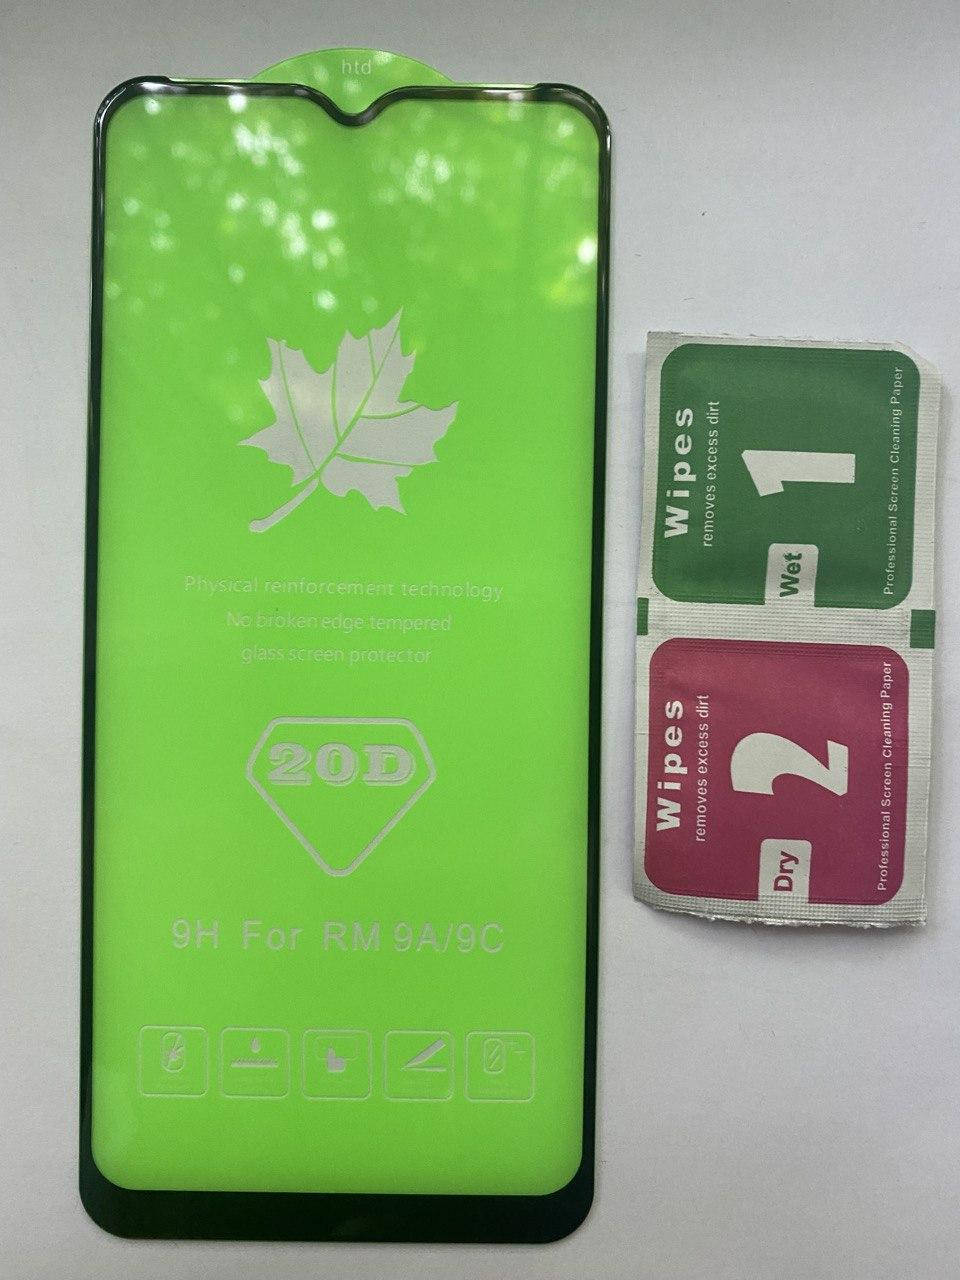 htd
Physical reinforcement technology
No broken edge tempered
glass screen protector
20D
9H For RM 9A/9C
Wipes
removes excess dirt
1
Wet
Professional Screen Cleaning Paper
Wipes
removes excess dirt
2
Dry
Professional Screen Cleaning Paper